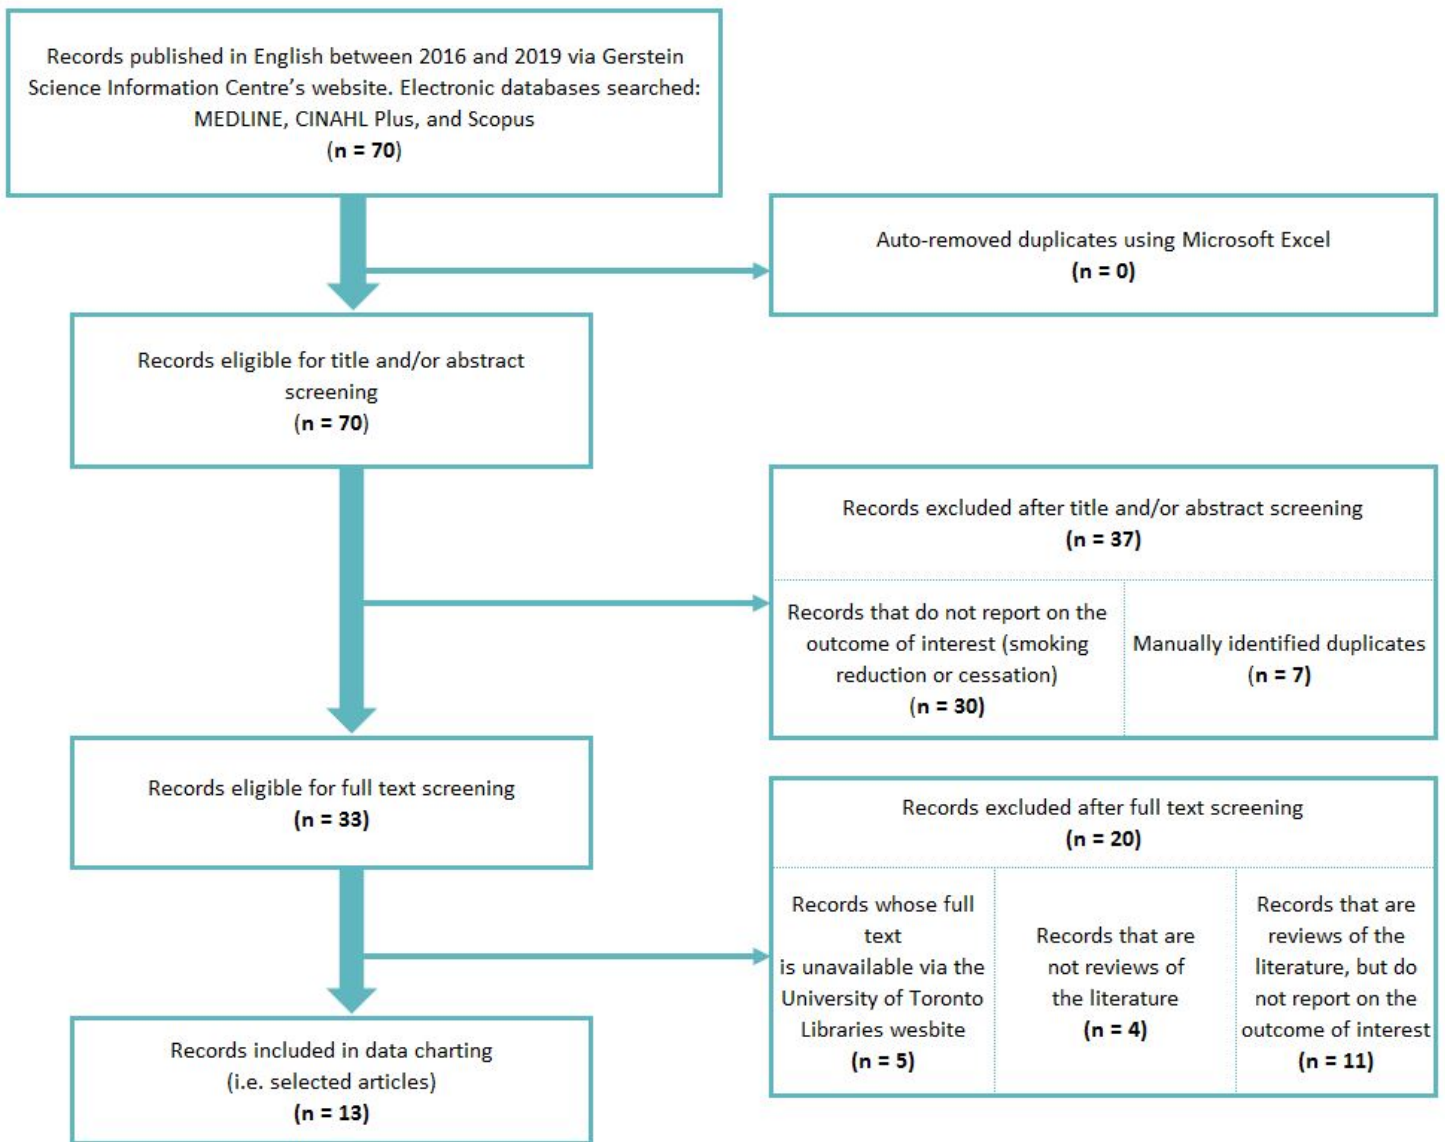 Records published in English between 2016 and 2019 via Gerstein
Science Information Centre’s website. Electronic databases searched:
MEDLINE, CINAHL Plus, and Scopus
(n = 70)
Auto-removed duplicates using Microsoft Excel
(n = 0)
Records eligible for title and/or abstract
screening
(n = 70)
Records excluded after title and/or abstract screening
(n = 37)
Records that do not report on the
outcome of interest (smoking
reduction or cessation)
(n = 30)
Manually identified duplicates
(n = 7)
Records eligible for full text screening
(n = 33)
Records excluded after full text screening
(n = 20)
Records whose full
text
is unavailable via the
University of Toronto
Libraries wesbite
(n = 5)
Records that are
not reviews of
the literature
(n = 4)
Records that are
reviews of the
literature, but do
not report on the
outcome of interest
(n = 11)
Records included in data charting
(i.e. selected articles)
(n = 13)